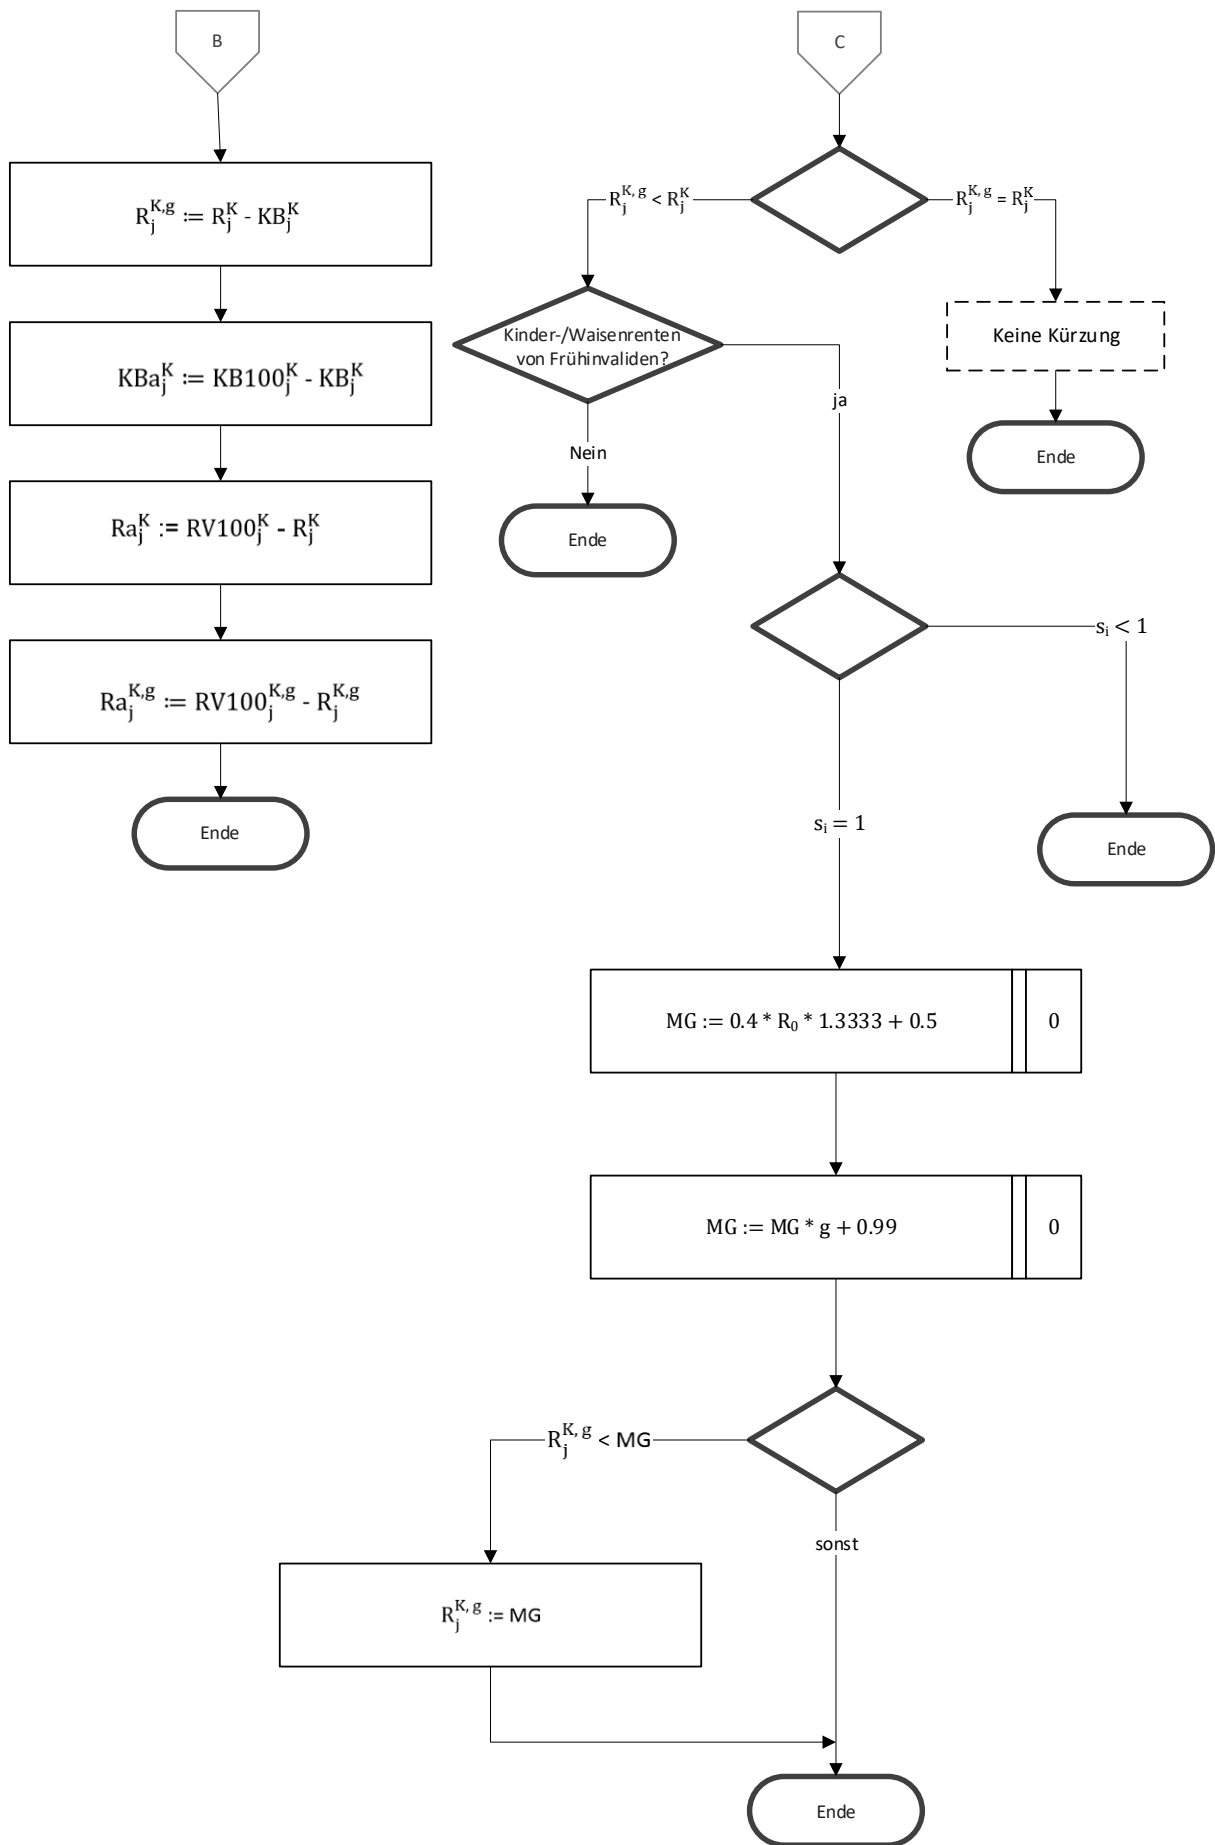 B
R_j^{K,g} := R_j^K - KB_j^K
KBa_j^K := KB100_j^K - KB_j^K
Ra_j^K := RV100_j^K - R_j^K
Ra_j^{K,g} := RV100_j^{K,g} - R_j^{K,g}
Ende
C
R_j^{K, g} < R_j^K
R_j^{K, g} = R_j^K
Kinder-/Waisenrenten
von Frühinvaliden?
Keine Kürzung
Ende
ja
Nein
Ende
s_i < 1
Ende
s_i = 1
MG := 0.4 * R_0 * 1.3333 + 0.5 0
MG := MG * g + 0.99 0
R_j^{K, g} < MG
sonst
R_j^{K, g} := MG
Ende